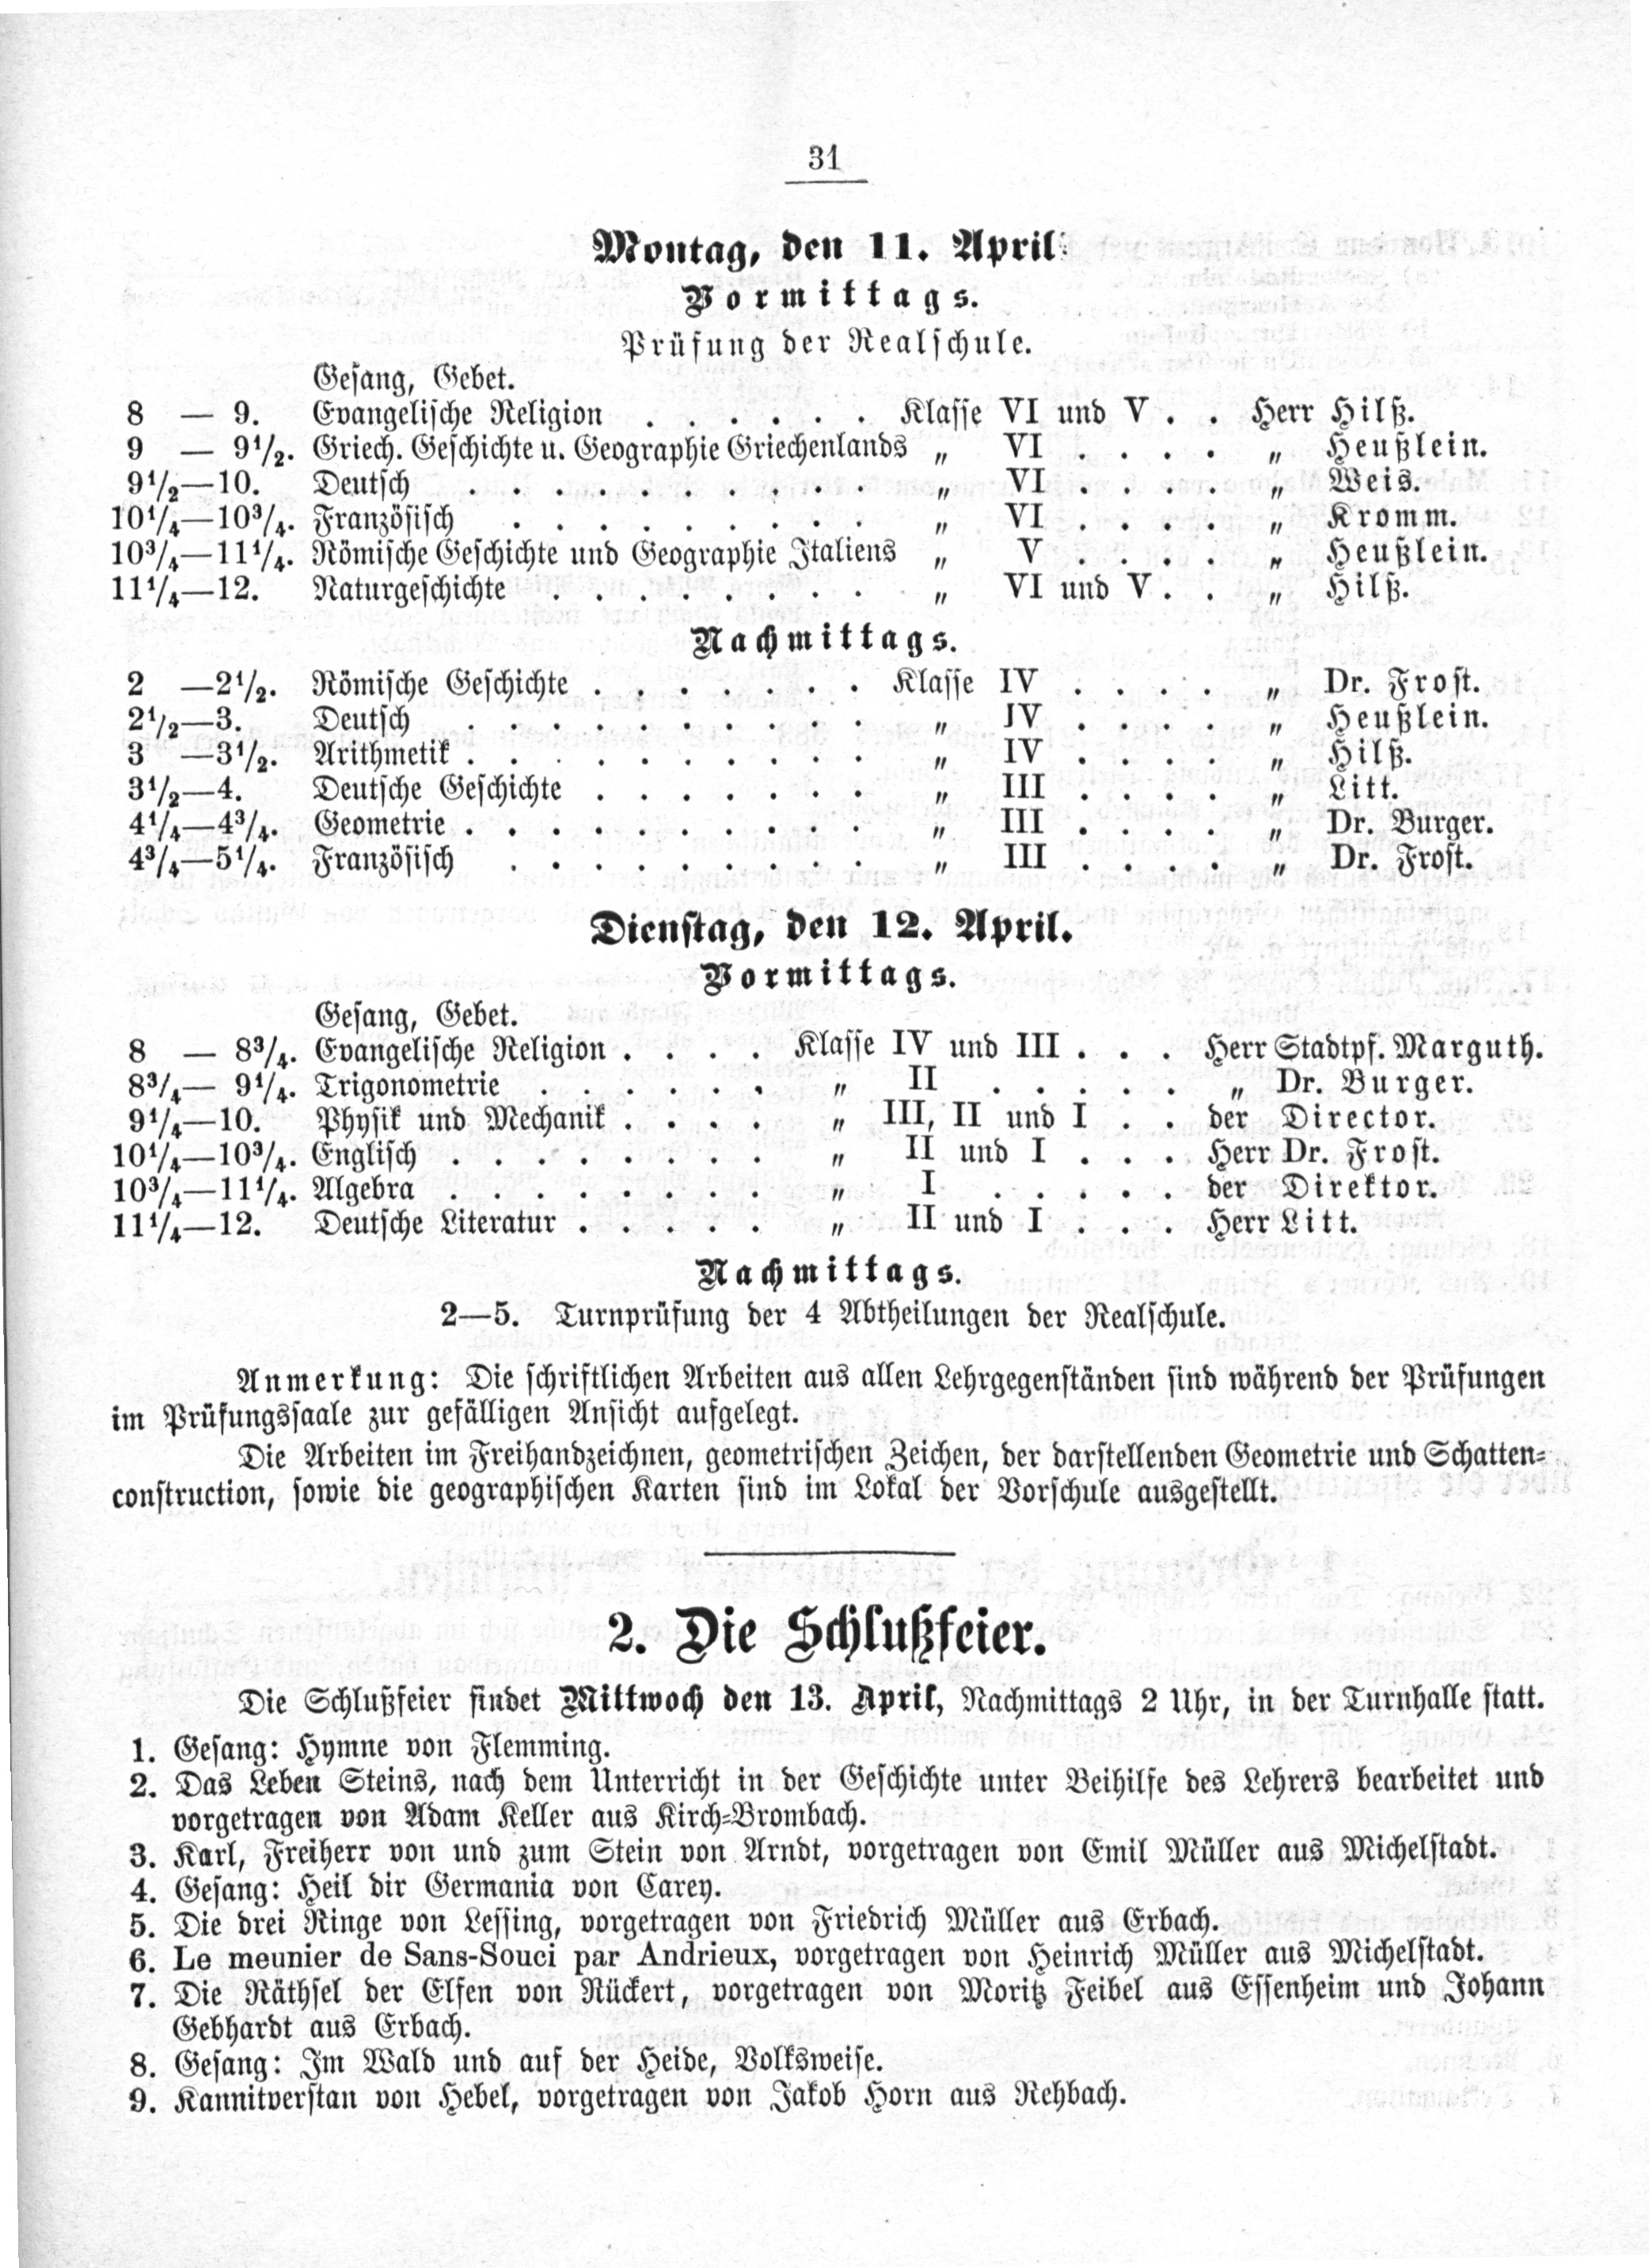 31
Montag, den 11. April.
Vormittags.
Prüfung der Realschule.
Gesang, Gebet.
8 — 9. Evangelische Religion . . . . . . Klasse VI und V . . Herr Hilß.
9 — 9¹/₂. Griech. Geschichte u. Geographie Griechenlands „ VI . . . . „ Heußlein.
9¹/₂—10. Deutsch . . . . . . . . . . „ VI . . . . „ Weis.
10¹/₄—10³/₄. Französisch . . . . . . . . . „ VI . . . . „ Kromm.
10³/₄—11¹/₄. Römische Geschichte und Geographie Italiens „ V . . . . „ Heußlein.
11¹/₄—12. Naturgeschichte . . . . . . . . „ VI und V . . „ Hilß.
Nachmittags.
2 —2¹/₂. Römische Geschichte . . . . . . . Klasse IV . . . . „ Dr. Frost.
2¹/₂—3. Deutsch . . . . . . . . . . „ IV . . . . „ Heußlein.
3 —3¹/₂. Arithmetik . . . . . . . . . . „ IV . . . . „ Hilß.
3¹/₂—4. Deutsche Geschichte . . . . . . . „ III . . . . „ Litt.
4¹/₄—4³/₄. Geometrie . . . . . . . . . . „ III . . . . „ Dr. Burger.
4³/₄—5¹/₄. Französisch . . . . . . . . . „ III . . . . „ Dr. Frost.
Dienstag, den 12. April.
Vormittags.
Gesang, Gebet.
8 — 8³/₄. Evangelische Religion . . . . Klasse IV und III . . . Herr Stadtpf. Marguth.
8³/₄— 9¹/₄. Trigonometrie . . . . . . „ II . . . . . „ Dr. Burger.
9¹/₄—10. Physik und Mechanik . . . . „ III, II und I . . der Director.
10¹/₄—10³/₄. Englisch . . . . . . . . „ II und I . . . Herr Dr. Frost.
10³/₄—11¹/₄. Algebra . . . . . . . . „ I . . . . . der Direktor.
11¹/₄—12. Deutsche Literatur . . . . . „ II und I . . . Herr Litt.
Nachmittags.
2—5. Turnprüfung der 4 Abtheilungen der Realschule.
Anmerkung: Die schriftlichen Arbeiten aus allen Lehrgegenständen sind während der Prüfungen
im Prüfungssaale zur gefälligen Ansicht aufgelegt.
Die Arbeiten im Freihandzeichnen, geometrischen Zeichen, der darstellenden Geometrie und Schatten-
construction, sowie die geographischen Karten sind im Lokal der Vorschule ausgestellt.
2. Die Schlußfeier.
Die Schlußfeier findet Mittwoch den 13. April, Nachmittags 2 Uhr, in der Turnhalle statt.
1. Gesang: Hymne von Flemming.
2. Das Leben Steins, nach dem Unterricht in der Geschichte unter Beihilfe des Lehrers bearbeitet und
vorgetragen von Adam Keller aus Kirch-Brombach.
3. Karl, Freiherr von und zum Stein von Arndt, vorgetragen von Emil Müller aus Michelstadt.
4. Gesang: Heil dir Germania von Carey.
5. Die drei Ringe von Lessing, vorgetragen von Friedrich Müller aus Erbach.
6. Le meunier de Sans-Souci par Andrieux, vorgetragen von Heinrich Müller aus Michelstadt.
7. Die Räthsel der Elfen von Rückert, vorgetragen von Moritz Feibel aus Essenheim und Johann
Gebhardt aus Erbach.
8. Gesang: Im Wald und auf der Heide, Volksweise.
9. Kannitverstan von Hebel, vorgetragen von Jakob Horn aus Rehbach.